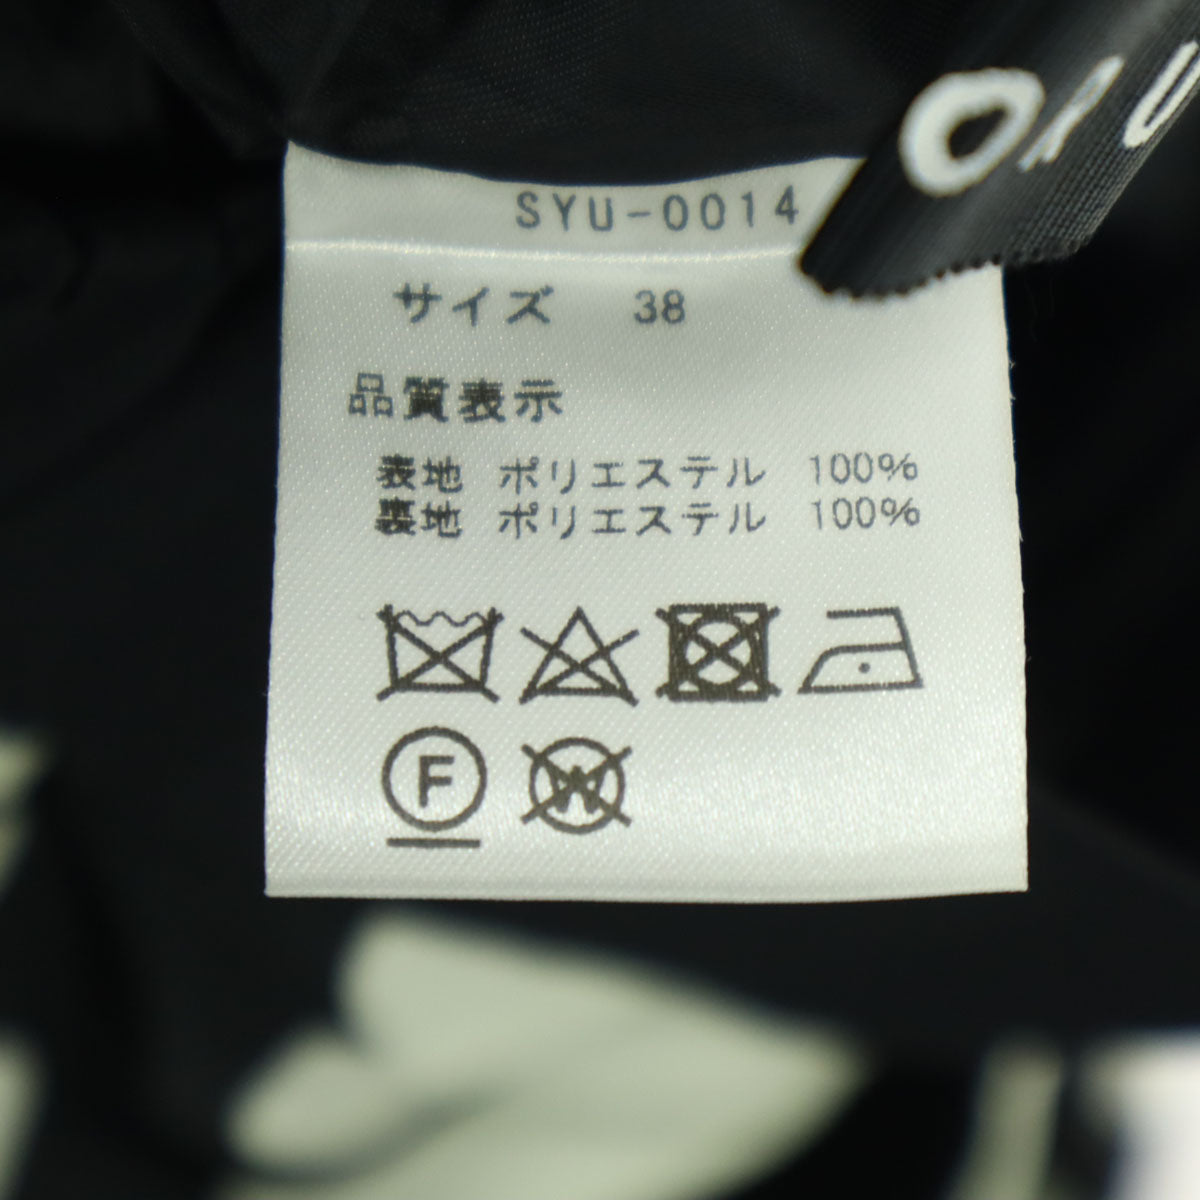 SYU-0014
サイズ 38
品質表示
表地 ポリエステル 100%
裏地 ポリエステル 100%
F W